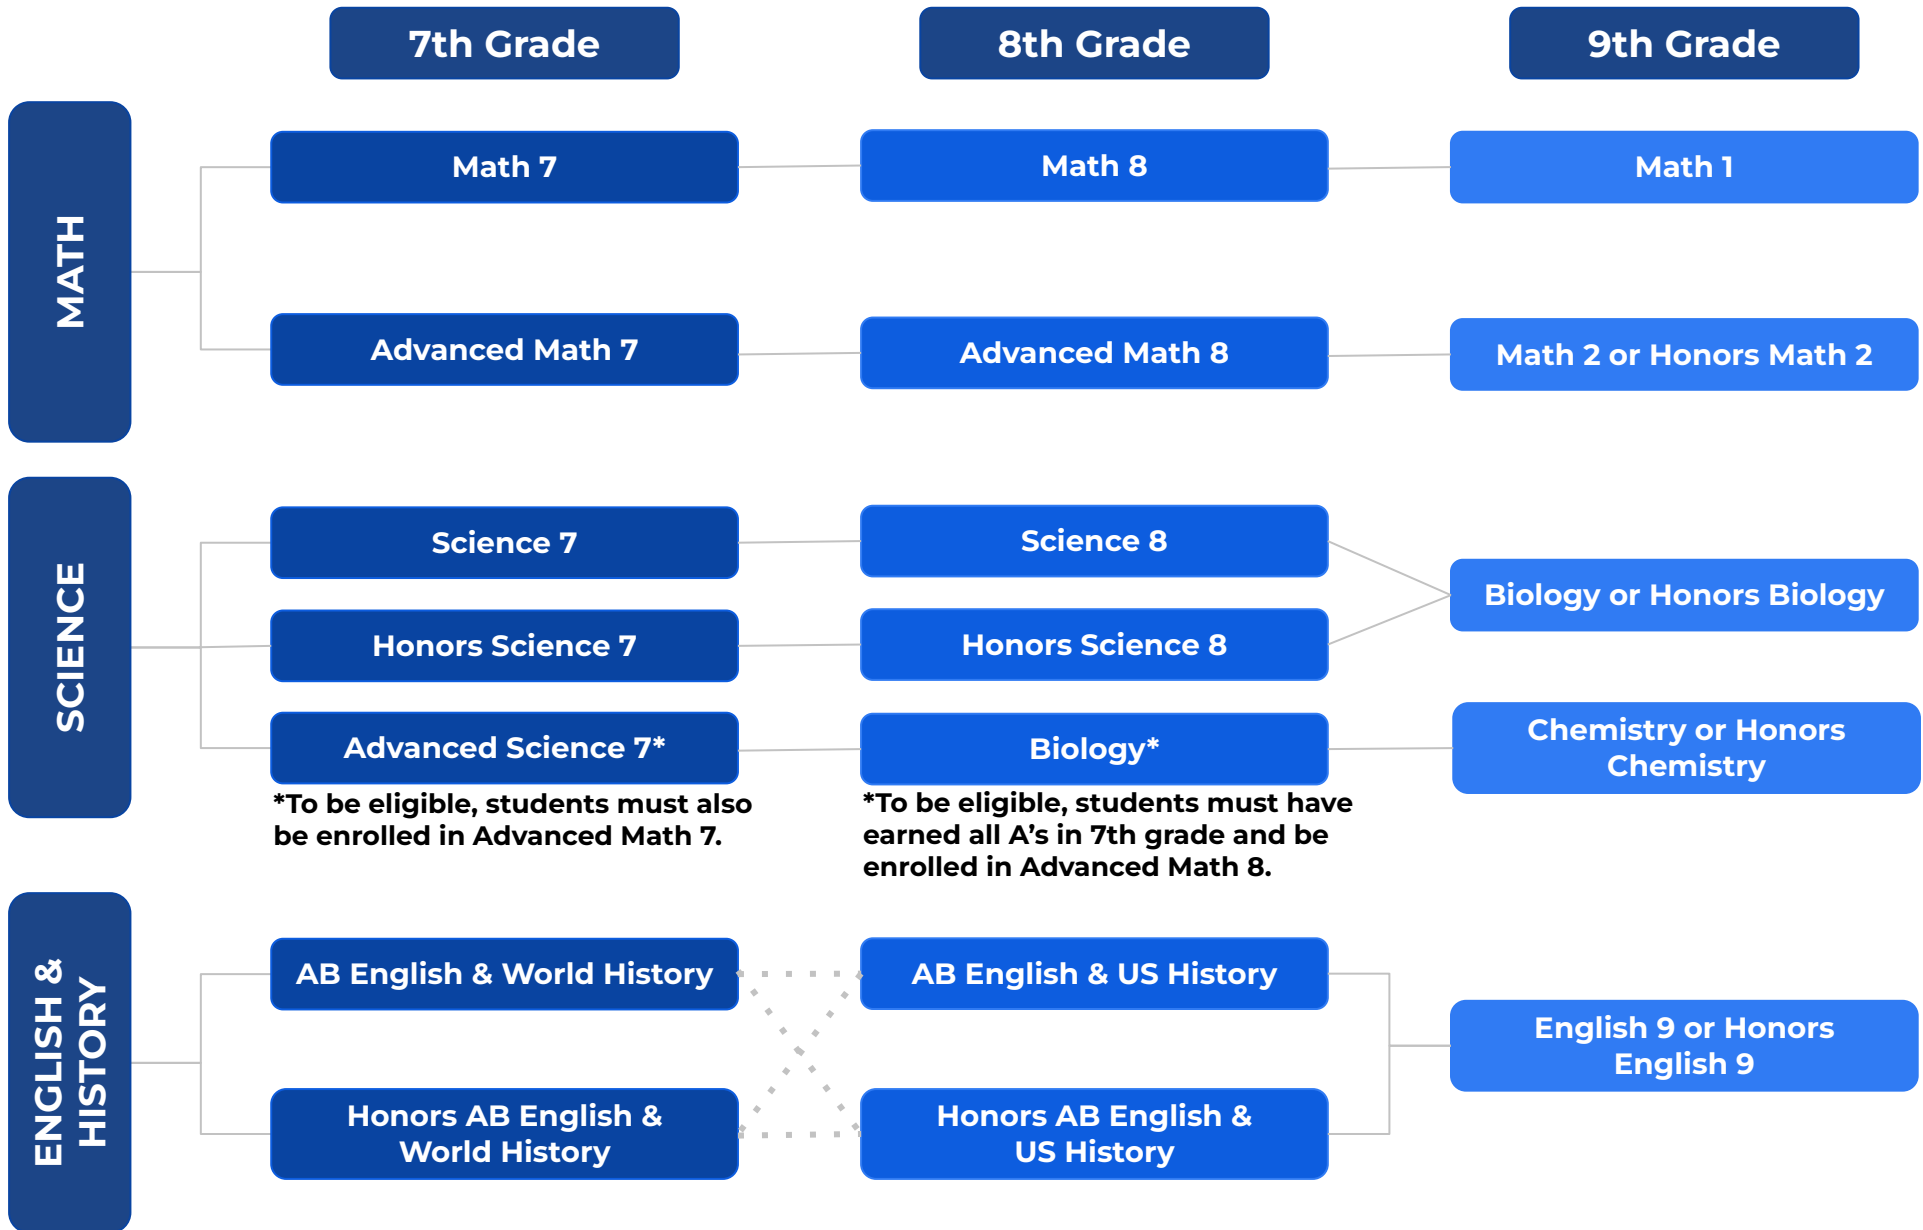 7th Grade
8th Grade
9th Grade
MATH
Math 7
Math 8
Math 1
Advanced Math 7
Advanced Math 8
Math 2 or Honors Math 2
SCIENCE
Science 7
Science 8
Biology or Honors Biology
Honors Science 7
Honors Science 8
Advanced Science 7*
Biology*
Chemistry or Honors
Chemistry
*To be eligible, students must also
be enrolled in Advanced Math 7.
*To be eligible, students must have
earned all A's in 7th grade and be
enrolled in Advanced Math 8.
ENGLISH &
HISTORY
AB English & World History
AB English & US History
English 9 or Honors
English 9
Honors AB English &
World History
Honors AB English &
US History